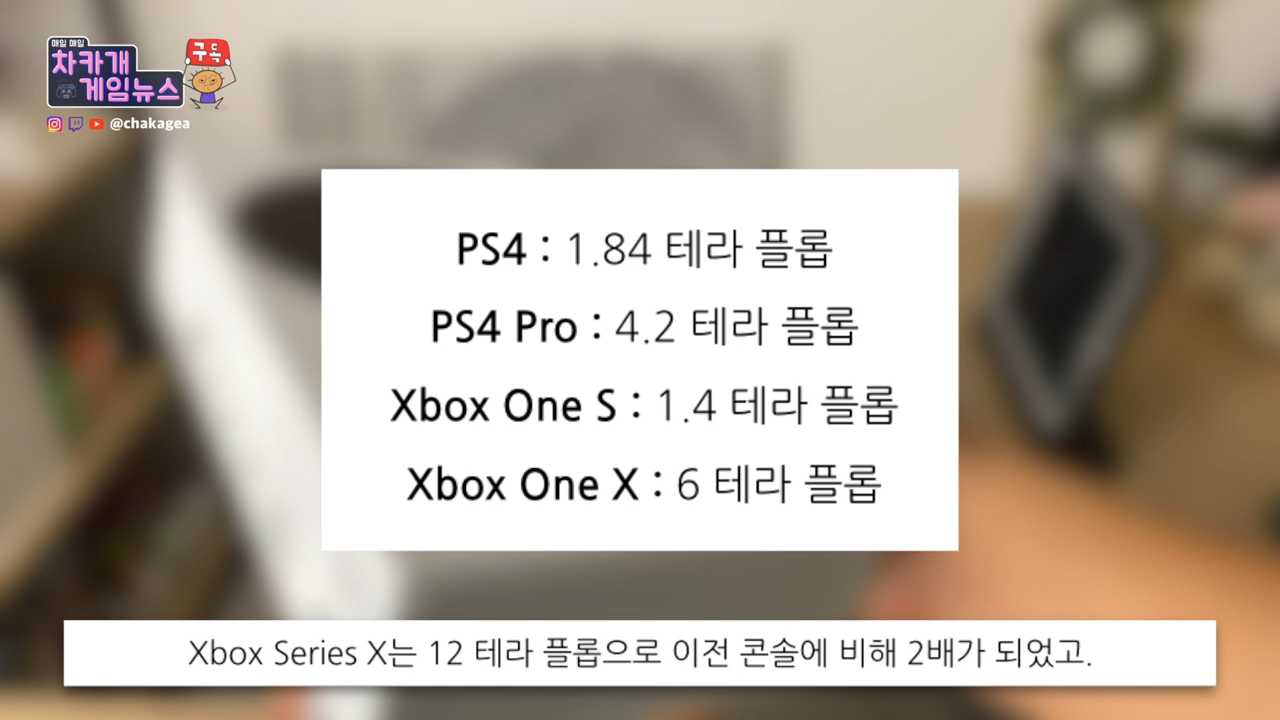 매일 매일
차카개
게임뉴스
구독
@chakagea
PS4 : 1.84 테라 플롭
PS4 Pro : 4.2 테라 플롭
Xbox One S : 1.4 테라 플롭
Xbox One X : 6 테라 플롭
Xbox Series X는 12 테라 플롭으로 이전 콘솔에 비해 2배가 되었고.